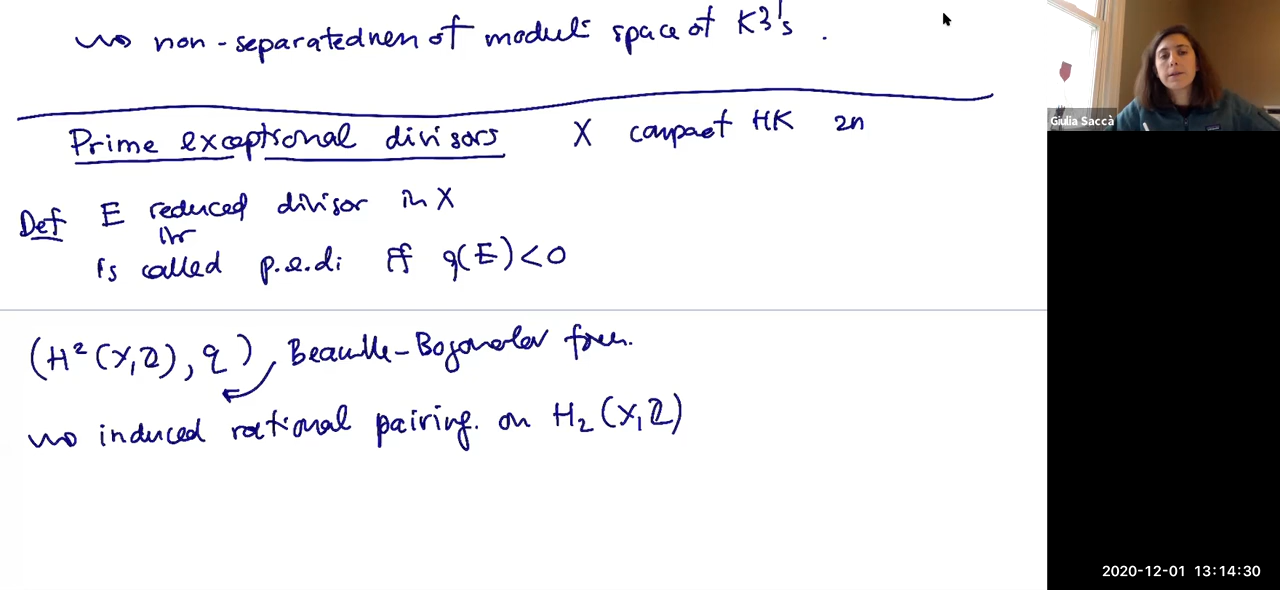 ⇝ non-separatedness of moduli space of K3's.
Prime exceptional divisors X compact HK 2n
Def E reduced divisor in X
irr
is called p.e.d. if q(E)<0
(H²(X,Z), q), Beauville-Bogomolov form.
⇝ induced rational pairing. on H₂(X,Z)
Giulia Saccà
2020-12-01 13:14:30